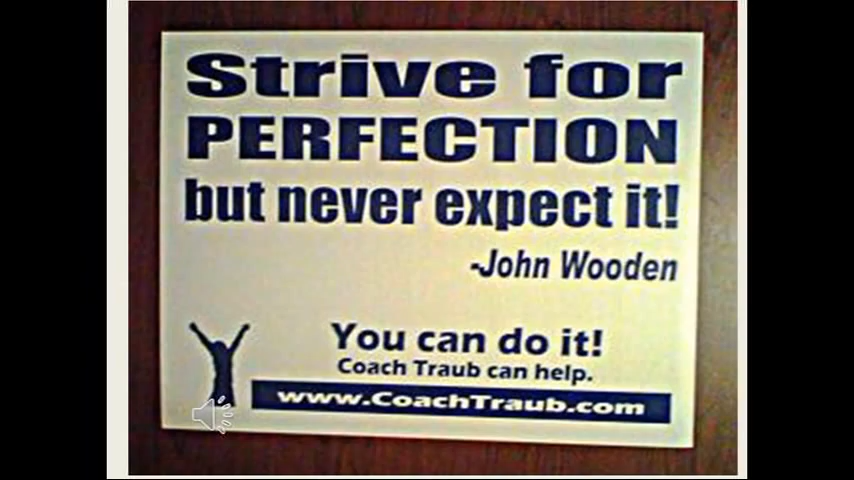 Strive for
PERFECTION
but never expect it!
-John Wooden
You can do it!
Coach Traub can help.
www.CoachTraub.com